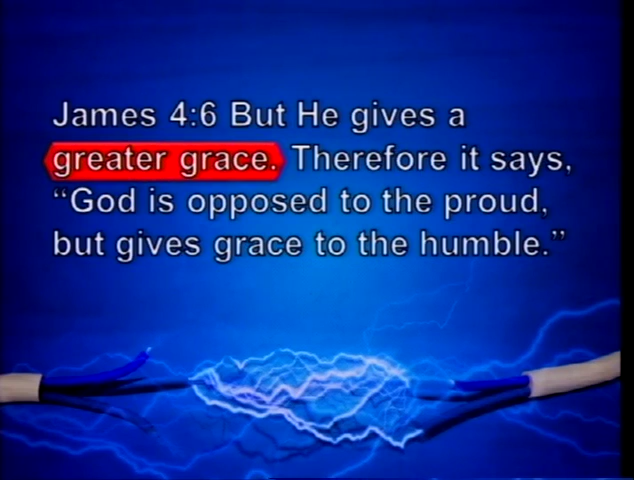 James 4:6 But He gives a
greater grace. Therefore it says,
“God is opposed to the proud,
but gives grace to the humble.”